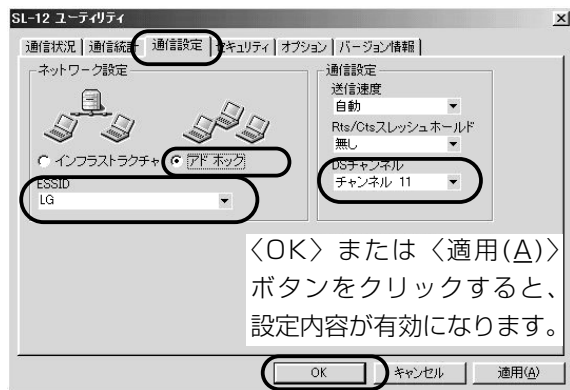 SL-12 ユーティリティ
通信状況 通信統計 通信設定 セキュリティ オプション バージョン情報
ネットワーク設定
インフラストラクチャ アド ホック
ESSID
LG
通信設定
送信速度
自動
Rts/Ctsスレッショホールド
無し
DSチャンネル
チャンネル 11
〈OK〉または〈適用(A)〉
ボタンをクリックすると、
設定内容が有効になります。
OK キャンセル 適用(A)